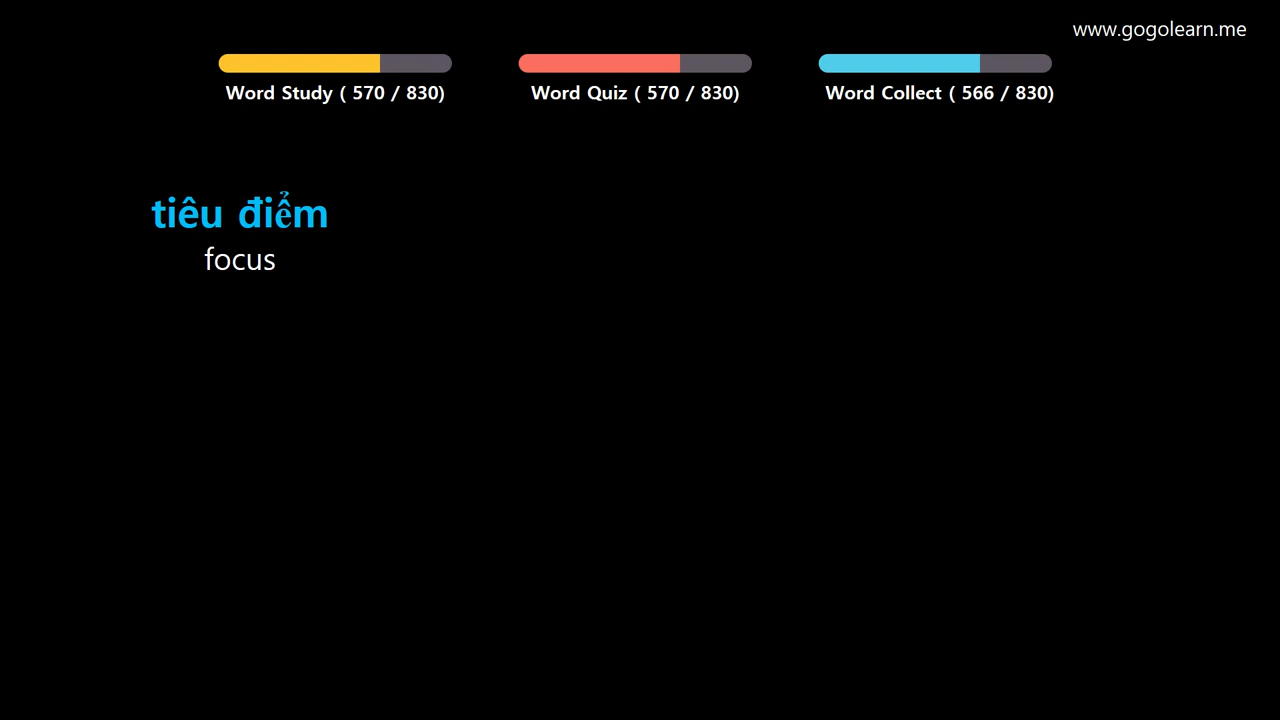 www.gogolearn.me
Word Study ( 570 / 830)
Word Quiz ( 570 / 830)
Word Collect ( 566 / 830)
tiêu điểm
focus